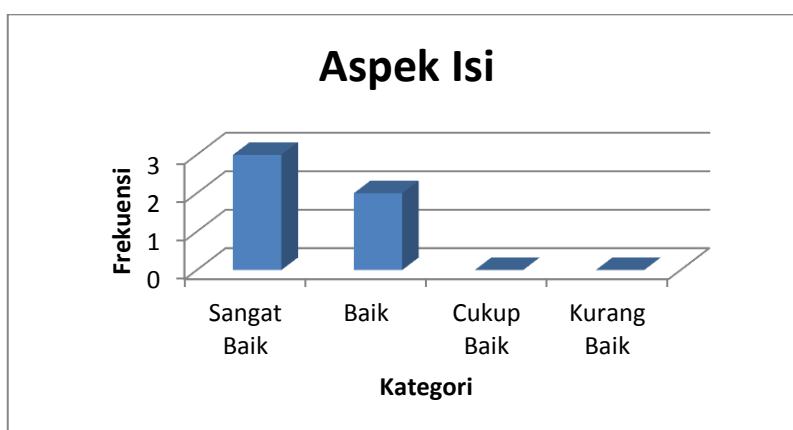 Aspek Isi
Frekuensi
3
2
1
0
Sangat Baik
Baik
Cukup Baik
Kurang Baik
Kategori